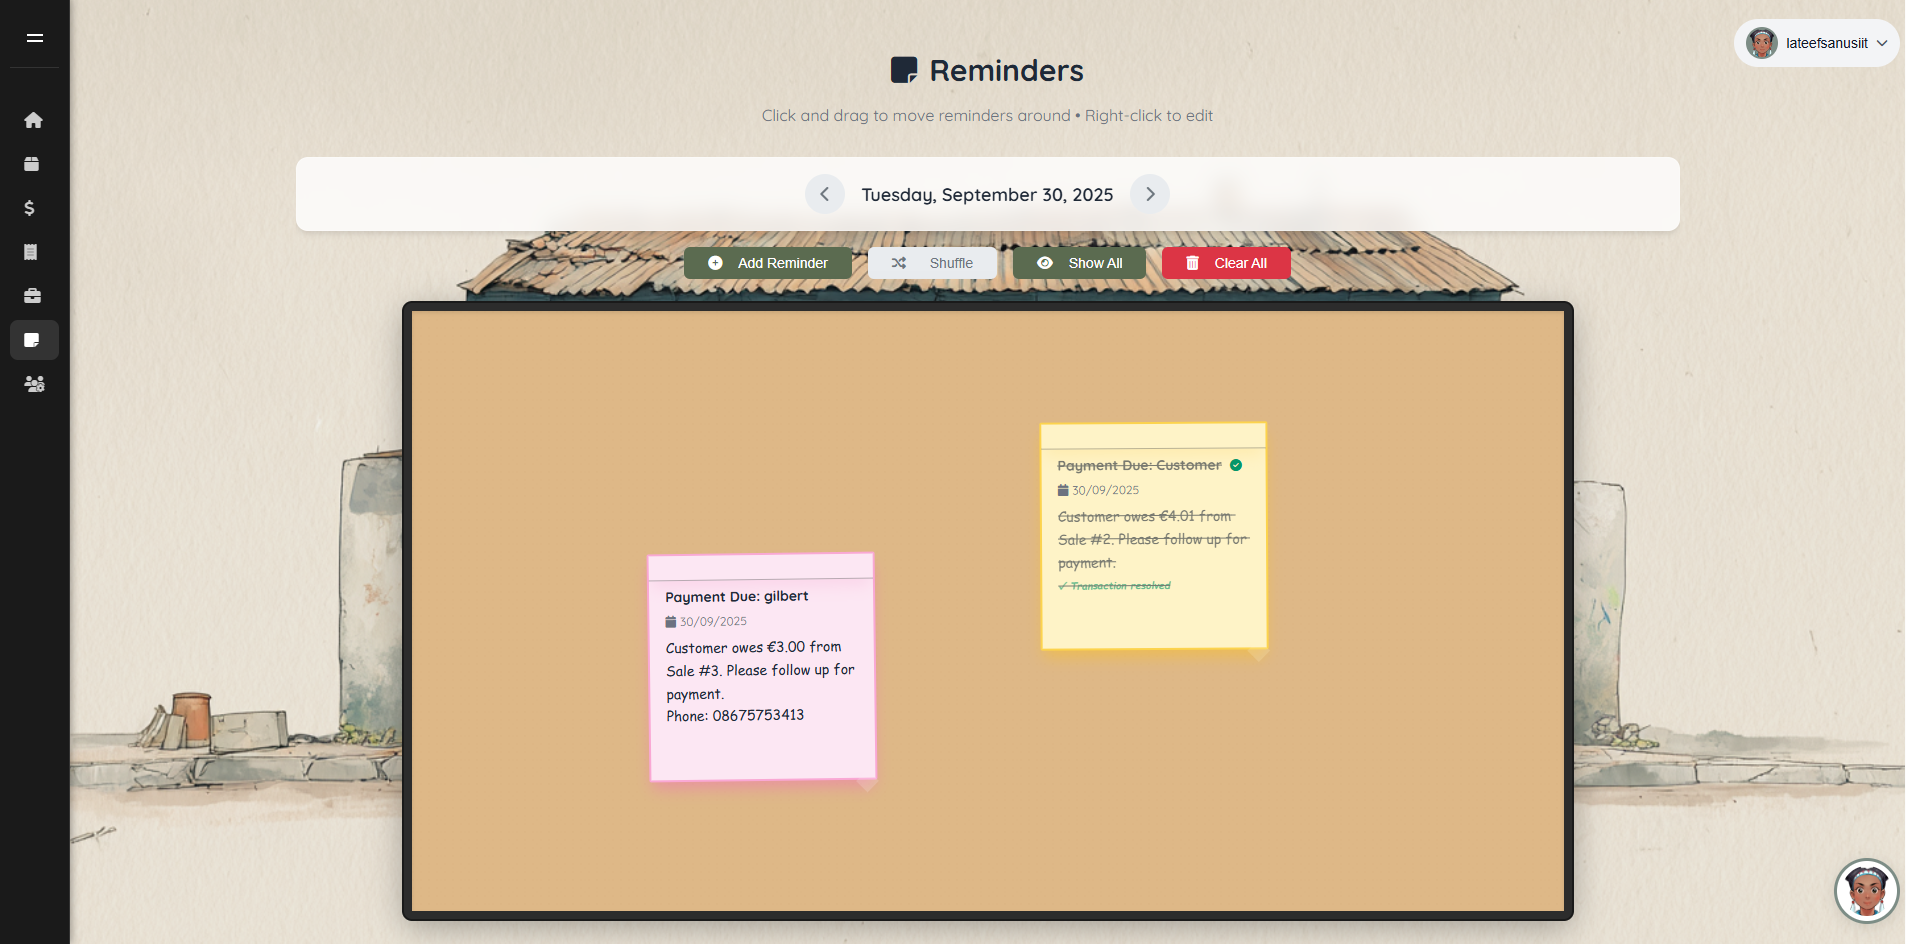 lateefsanusiit
Reminders
Click and drag to move reminders around • Right-click to edit
Tuesday, September 30, 2025
Add Reminder
Shuffle
Show All
Clear All
Payment Due: Customer
30/09/2025
Customer owes €4.01 from
Sale #2. Please follow up for
payment.
✓ Transaction resolved
Payment Due: gilbert
30/09/2025
Customer owes €3.00 from
Sale #3. Please follow up for
payment.
Phone: 08675753413